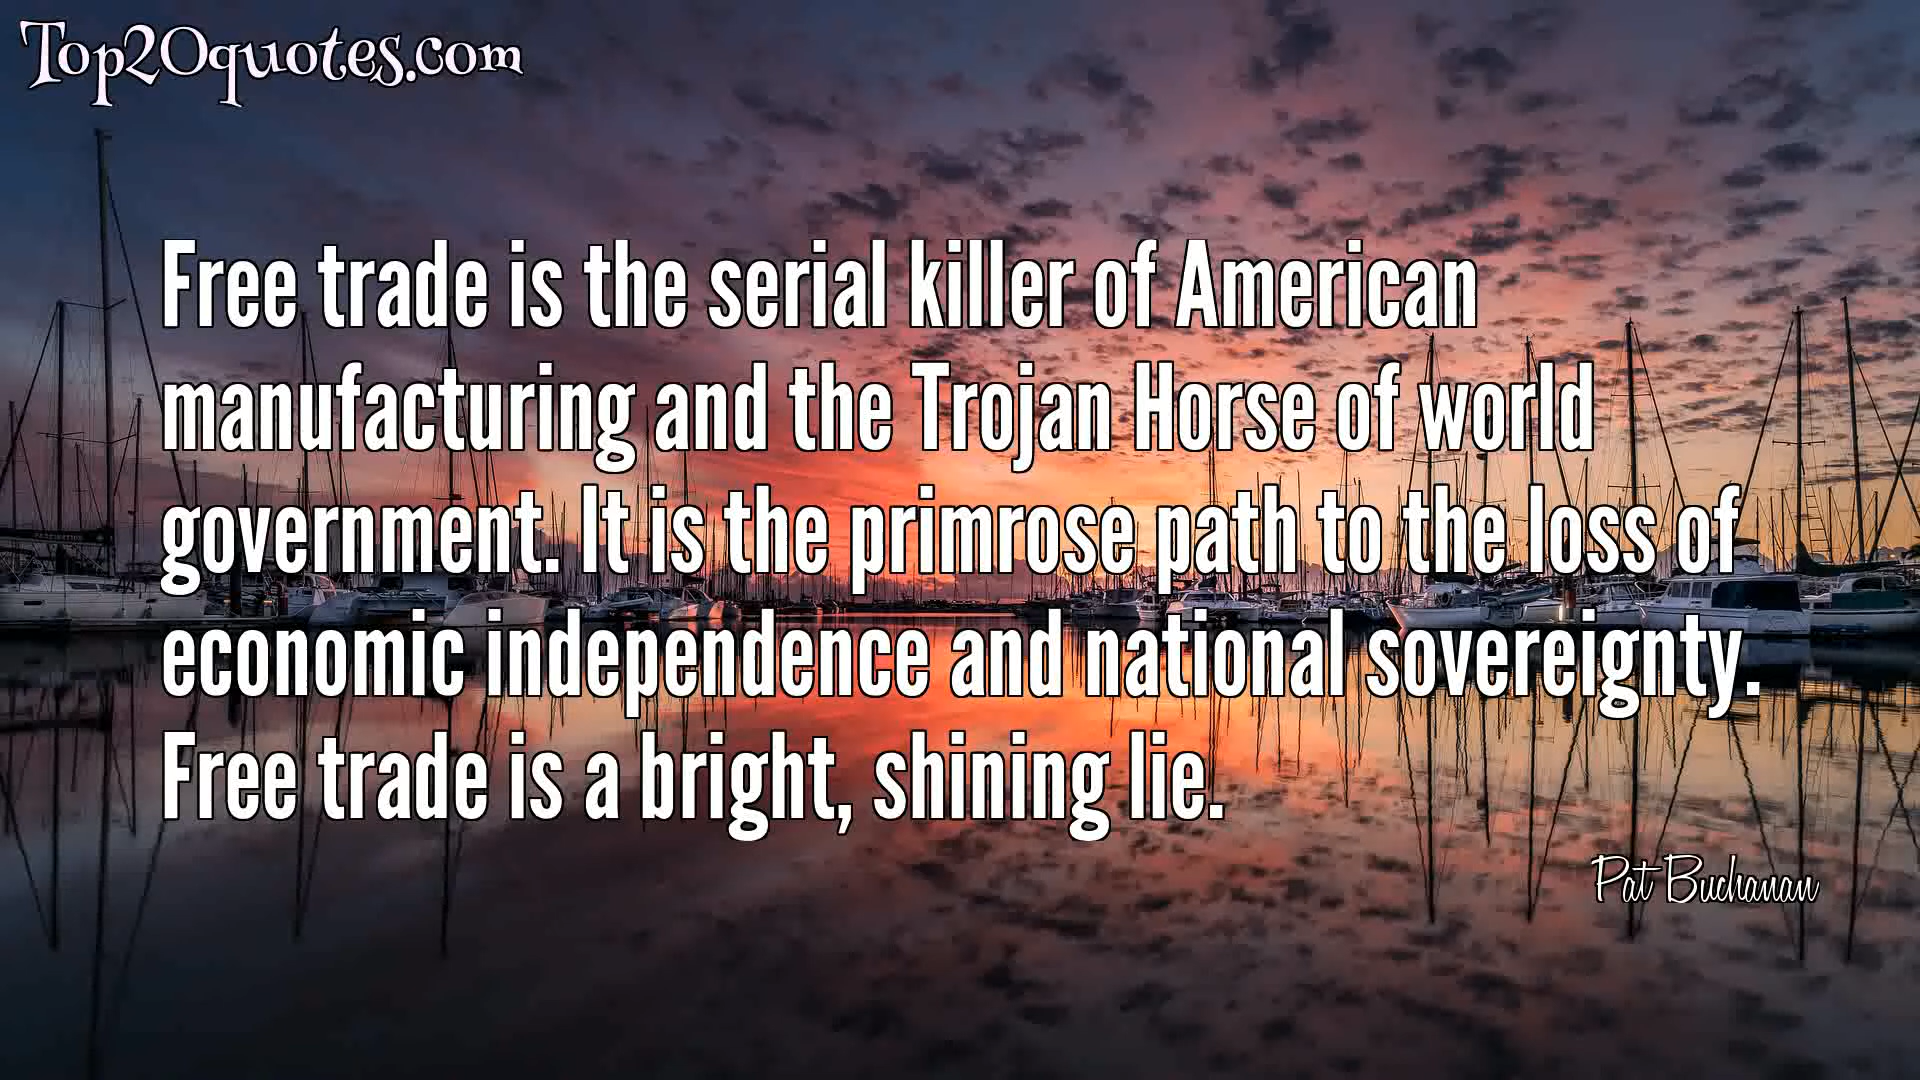 Top20quotes.com
Free trade is the serial killer of American
manufacturing and the Trojan Horse of world
government. It is the primrose path to the loss of
economic independence and national sovereignty.
Free trade is a bright, shining lie.
Pat Buchanan